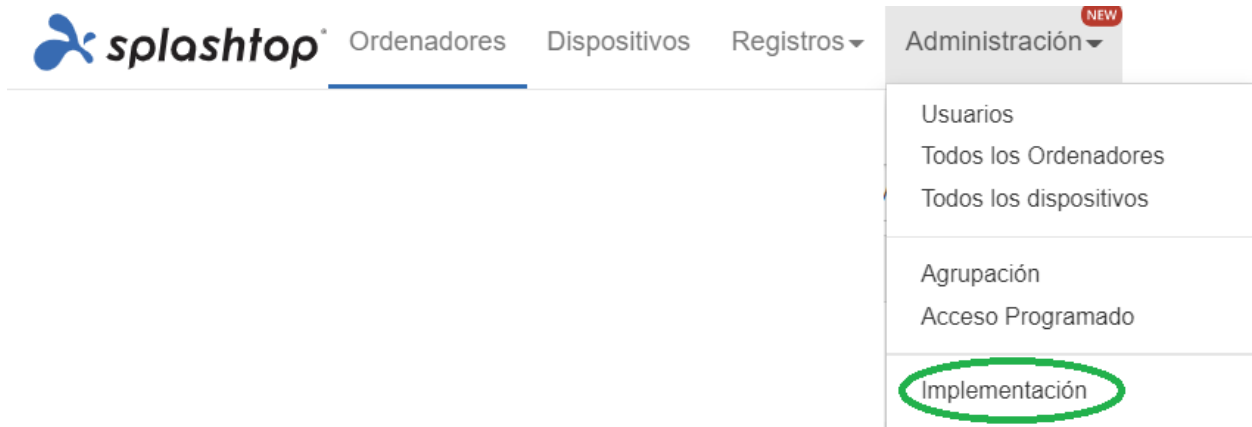 NEW
splashtop Ordenadores Dispositivos Registros Administración
Usuarios
Todos los Ordenadores
Todos los dispositivos
Agrupación
Acceso Programado
Implementación